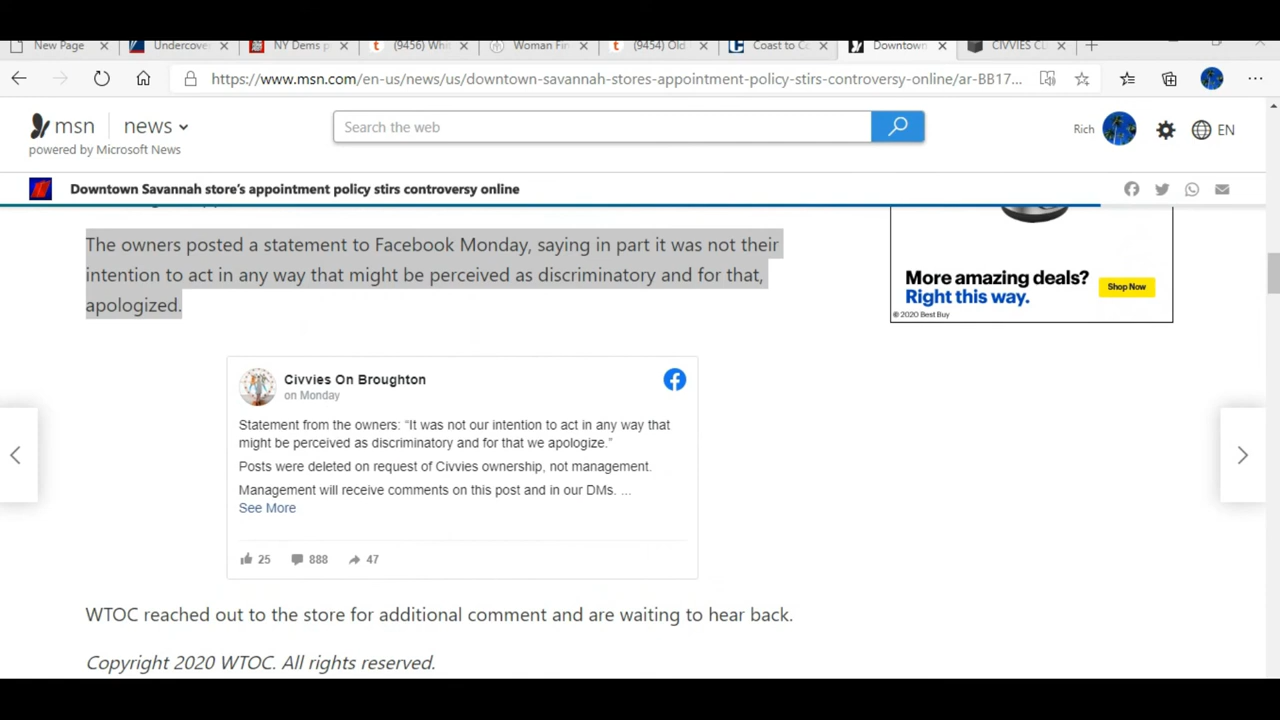 New Page
Undercove
NY Dems p
(9456) Whi
Woman Fin
(9454) Old
Coast to Co
Downtown
CIVVIES CL
https://www.msn.com/en-us/news/us/downtown-savannah-stores-appointment-policy-stirs-controversy-online/ar-BB17...
msn
news
powered by Microsoft News
Search the web
Rich
EN
Downtown Savannah store's appointment policy stirs controversy online
The owners posted a statement to Facebook Monday, saying in part it was not their
intention to act in any way that might be perceived as discriminatory and for that,
apologized.
More amazing deals?
Right this way.
Shop Now
© 2020 Best Buy
Civvies On Broughton
on Monday
Statement from the owners: “It was not our intention to act in any way that
might be perceived as discriminatory and for that we apologize.”
Posts were deleted on request of Civvies ownership, not management.
Management will receive comments on this post and in our DMs. ...
See More
25 888 47
WTOC reached out to the store for additional comment and are waiting to hear back.
Copyright 2020 WTOC. All rights reserved.